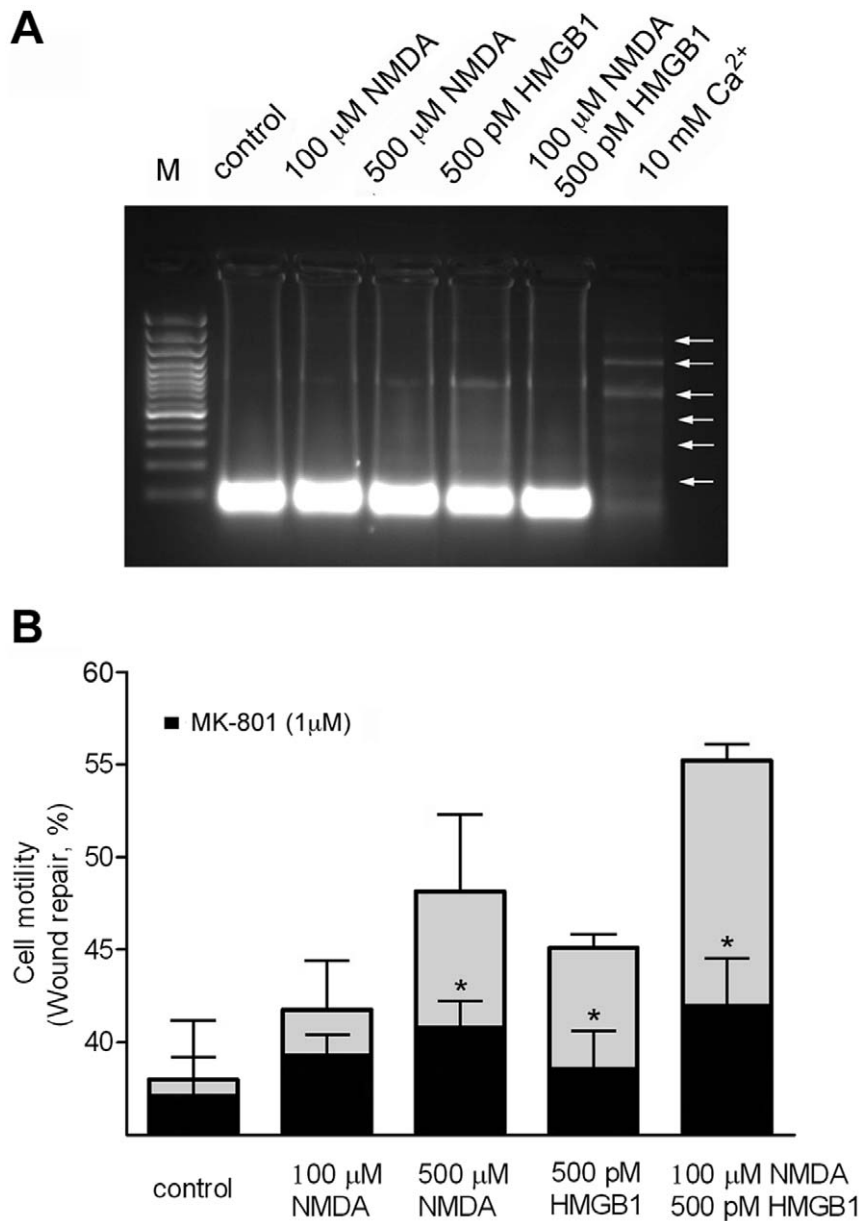 A
M
control
100 μM NMDA
500 μM NMDA
500 pM HMGB1
100 μM NMDA
500 pM HMGB1
10 mM Ca²⁺
B
60
55
50
45
40
Cell motility
(Wound repair, %)
MK-801 (1μM)
*
*
*
control
100 μM
NMDA
500 μM
NMDA
500 pM
HMGB1
100 μM NMDA
500 pM HMGB1